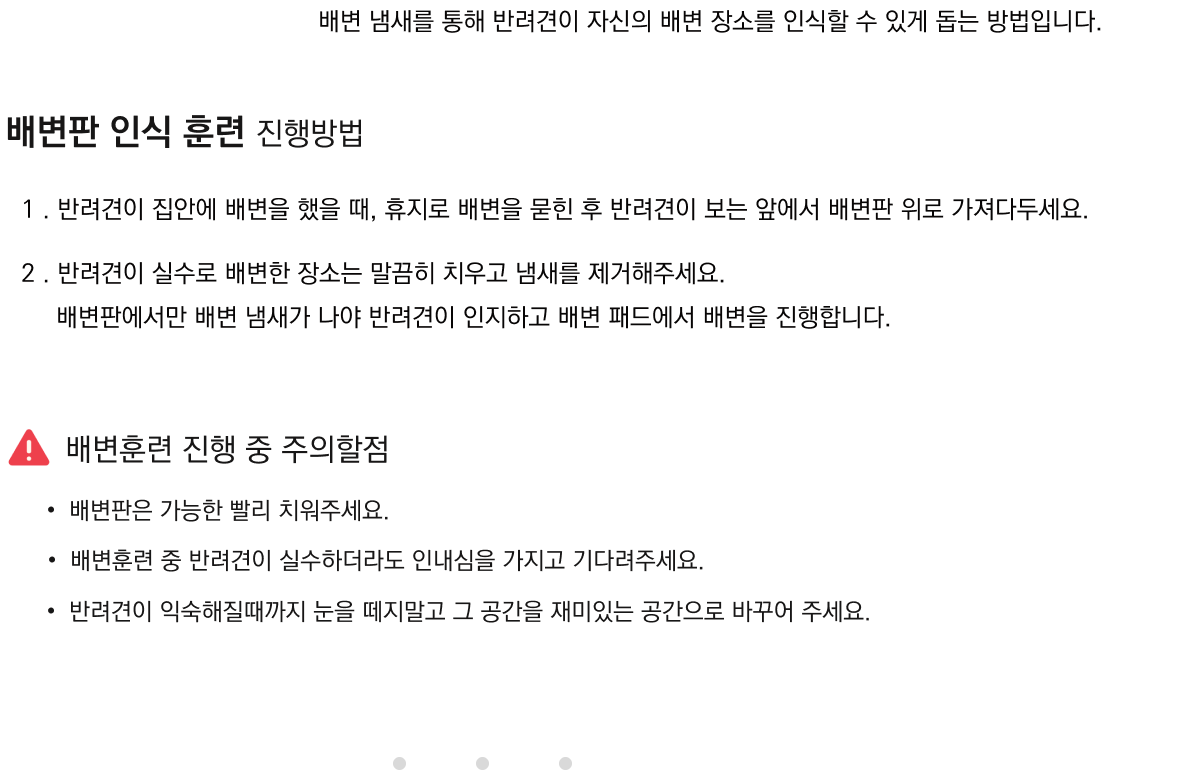 배변 냄새를 통해 반려견이 자신의 배변 장소를 인식할 수 있게 돕는 방법입니다.
배변판 인식 훈련 진행방법
1 . 반려견이 집안에 배변을 했을 때, 휴지로 배변을 묻힌 후 반려견이 보는 앞에서 배변판 위로 가져다두세요.
2 . 반려견이 실수로 배변한 장소는 말끔히 치우고 냄새를 제거해주세요.
배변판에서만 배변 냄새가 나야 반려견이 인지하고 배변 패드에서 배변을 진행합니다.
배변훈련 진행 중 주의할점
• 배변판은 가능한 빨리 치워주세요.
• 배변훈련 중 반려견이 실수하더라도 인내심을 가지고 기다려주세요.
• 반려견이 익숙해질때까지 눈을 떼지말고 그 공간을 재미있는 공간으로 바꾸어 주세요.